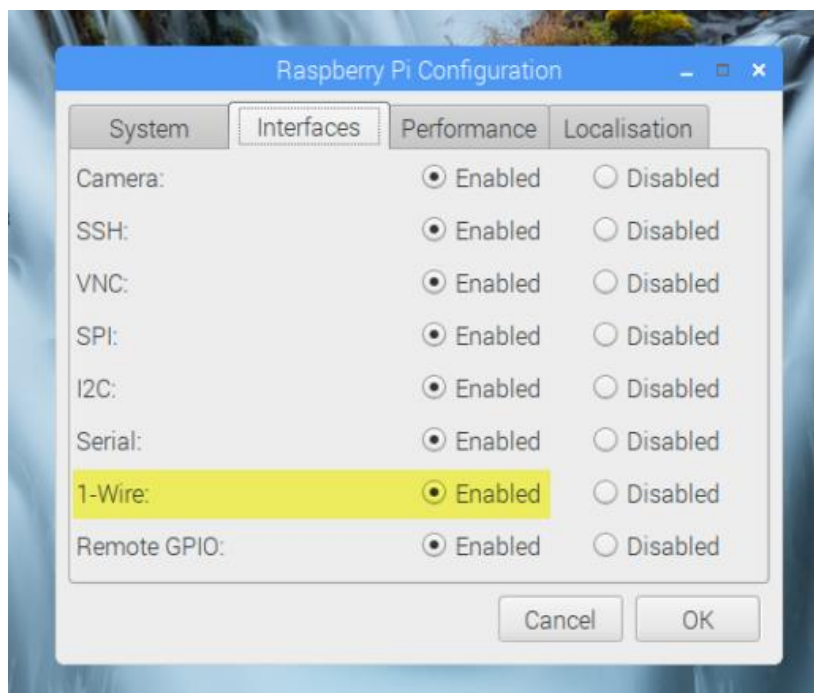 Raspberry Pi Configuration
System Interfaces Performance Localisation
Camera: Enabled Disabled
SSH: Enabled Disabled
VNC: Enabled Disabled
SPI: Enabled Disabled
I2C: Enabled Disabled
Serial: Enabled Disabled
1-Wire: Enabled Disabled
Remote GPIO: Enabled Disabled
Cancel OK